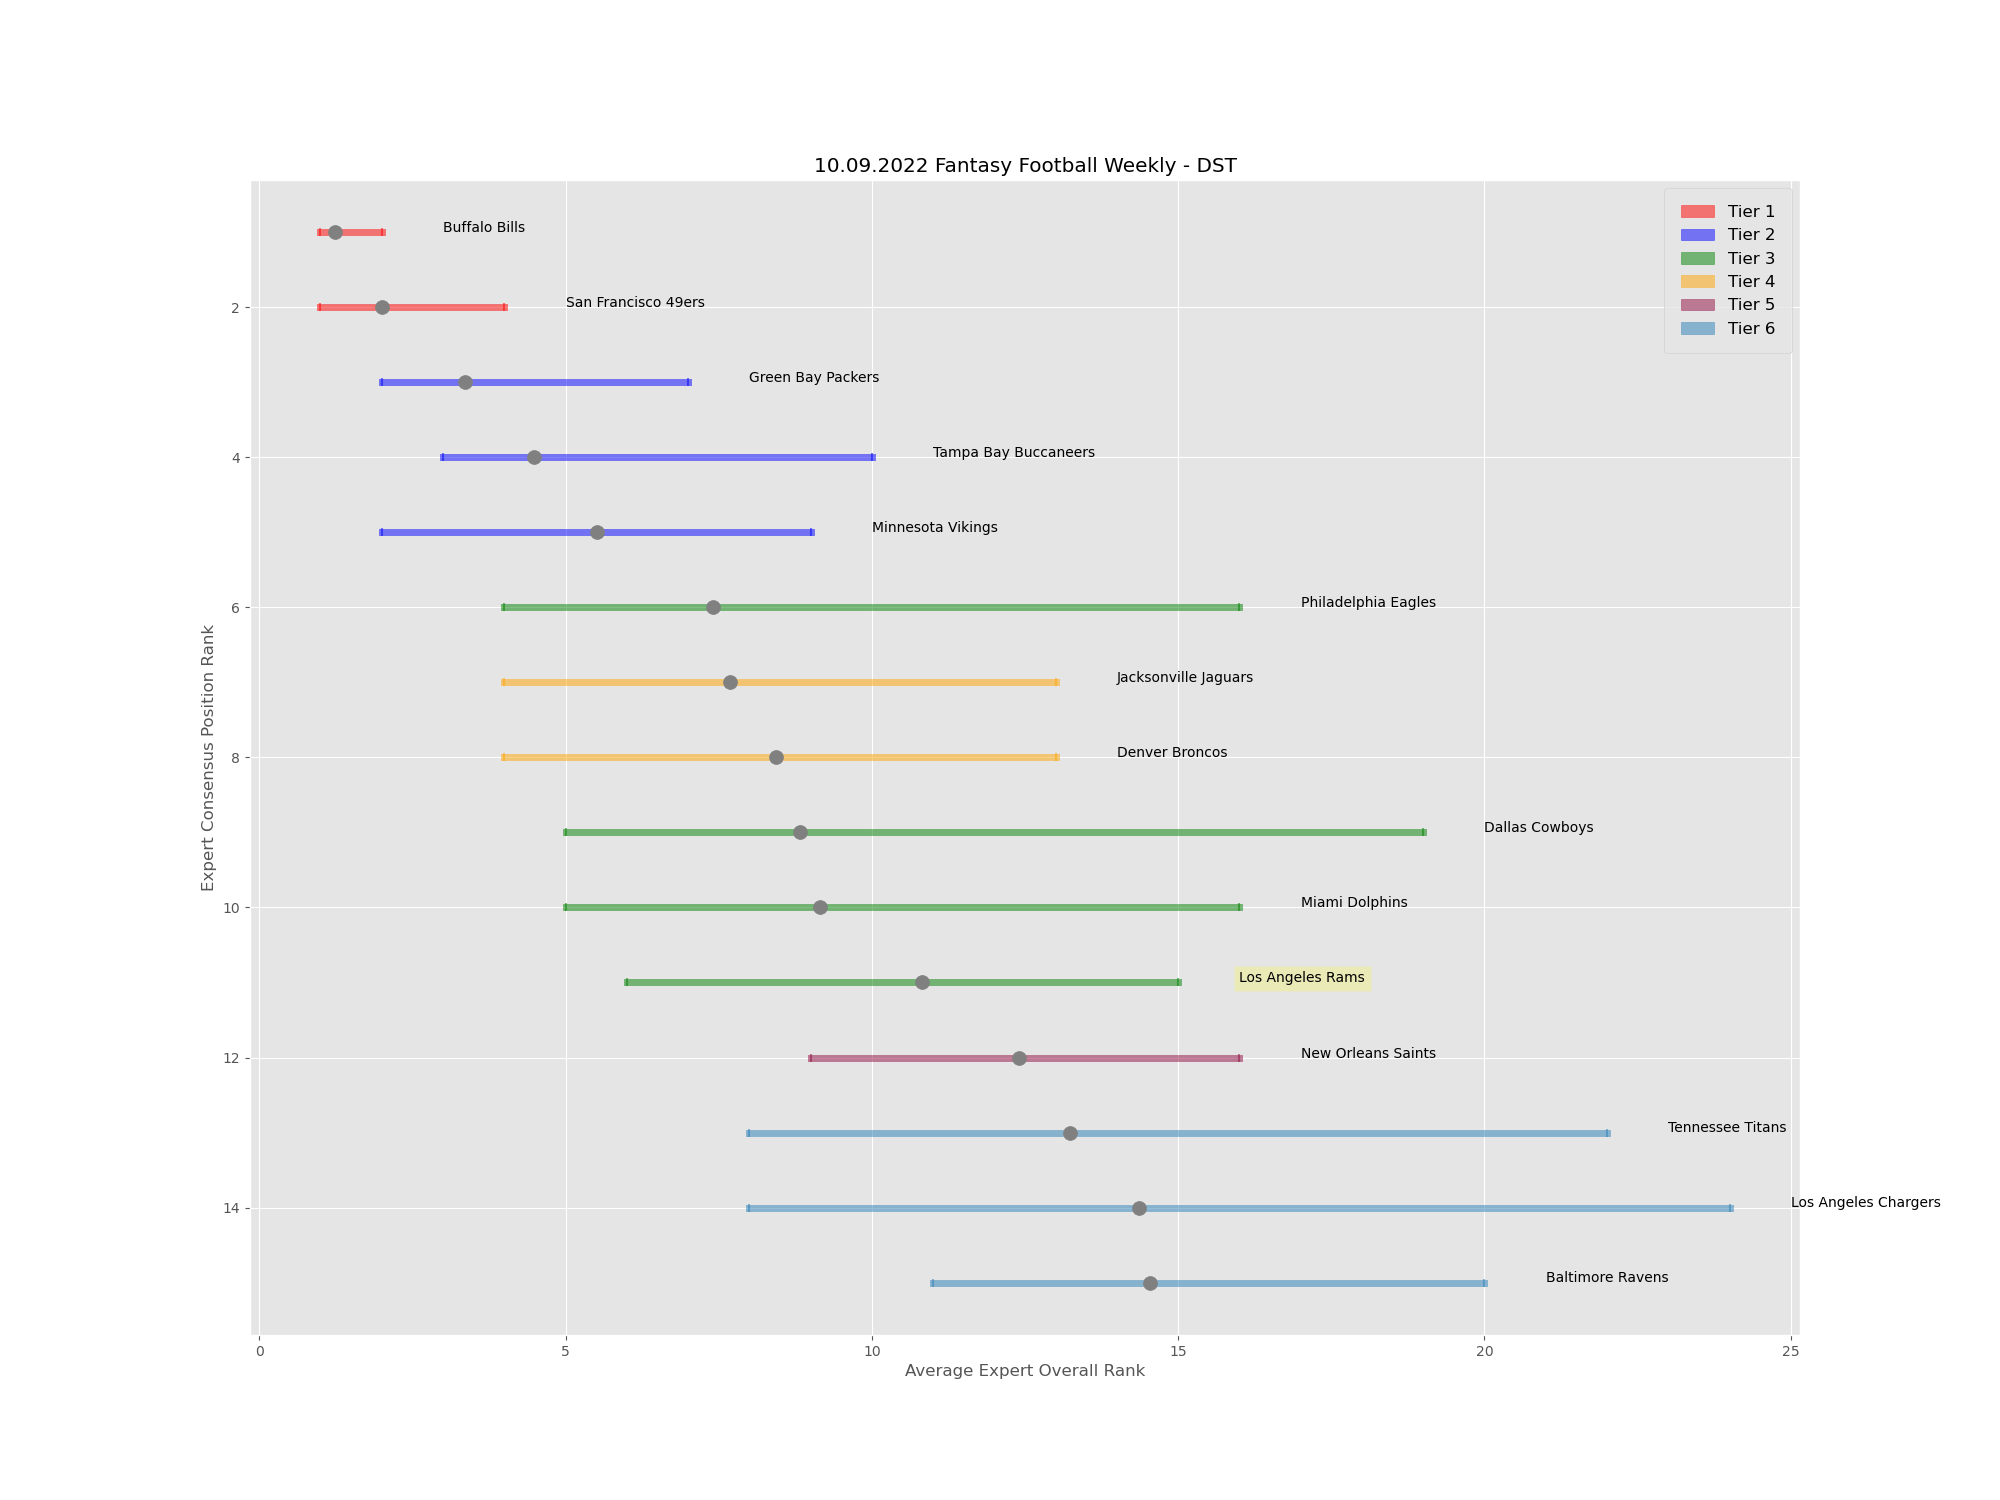 10.09.2022 Fantasy Football Weekly - DST
Tier 1
Tier 2
Tier 3
Tier 4
Tier 5
Tier 6
Buffalo Bills
San Francisco 49ers
Green Bay Packers
Tampa Bay Buccaneers
Minnesota Vikings
Philadelphia Eagles
Jacksonville Jaguars
Denver Broncos
Dallas Cowboys
Miami Dolphins
Los Angeles Rams
New Orleans Saints
Tennessee Titans
Los Angeles Chargers
Baltimore Ravens
Expert Consensus Position Rank
2
4
6
8
10
12
14
0 5 10 15 20 25
Average Expert Overall Rank